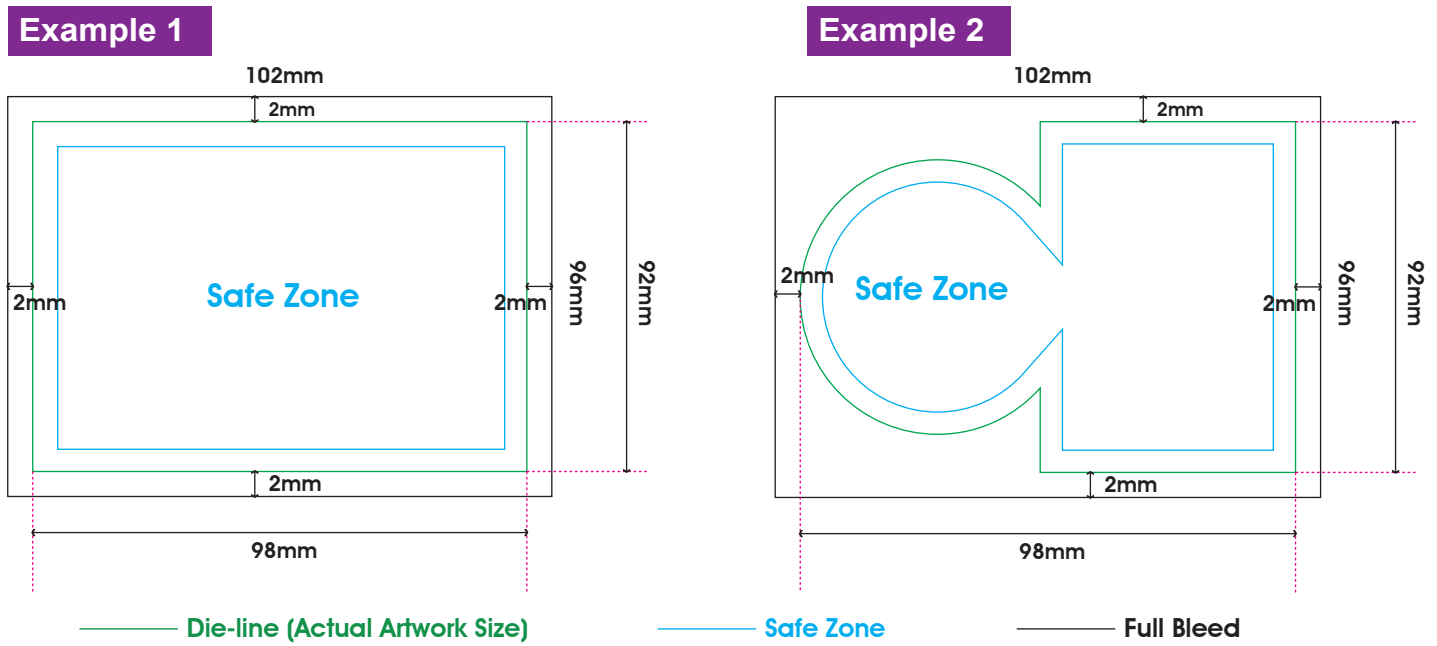 Example 1
102mm
2mm
2mm
Safe Zone
2mm
96mm
92mm
2mm
98mm
Example 2
102mm
2mm
2mm
Safe Zone
2mm
96mm
92mm
2mm
98mm
Die-line (Actual Artwork Size)
Safe Zone
Full Bleed